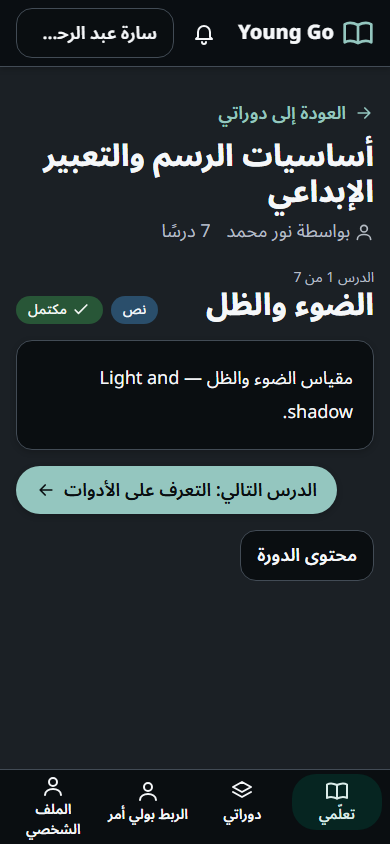 Young Go
سارة عبد الرحـ...
العودة إلى دوراتي
أساسيات الرسم والتعبير
الإبداعي
بواسطة نور محمد 7 درسًا
الدرس 1 من 7
الضوء والظل
نص
مكتمل
مقياس الضوء والظل — Light and
shadow.
الدرس التالي: التعرف على الأدوات
محتوى الدورة
تعلّمي
دوراتي
الربط بولي أمر
الملف
الشخصي